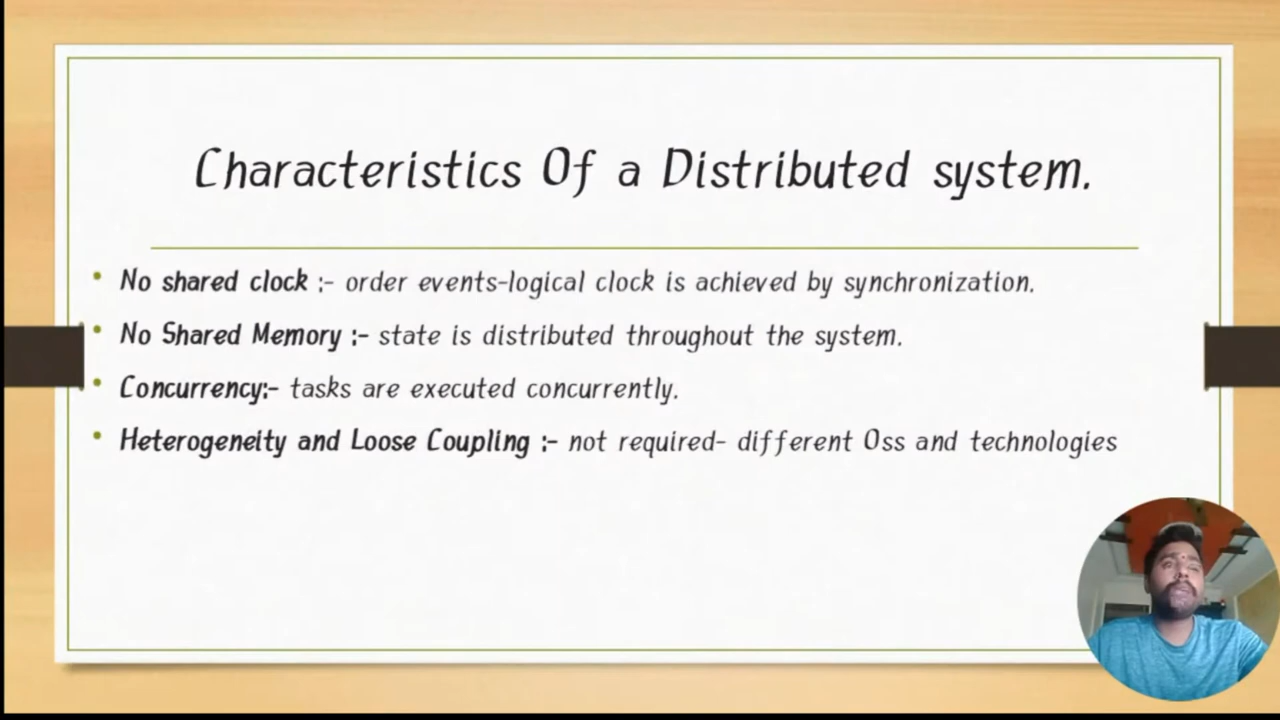 Characteristics Of a Distributed system.
No shared clock :- order events-logical clock is achieved by synchronization.
No Shared Memory :- state is distributed throughout the system.
Concurrency:- tasks are executed concurrently.
Heterogeneity and Loose Coupling :- not required- different Oss and technologies